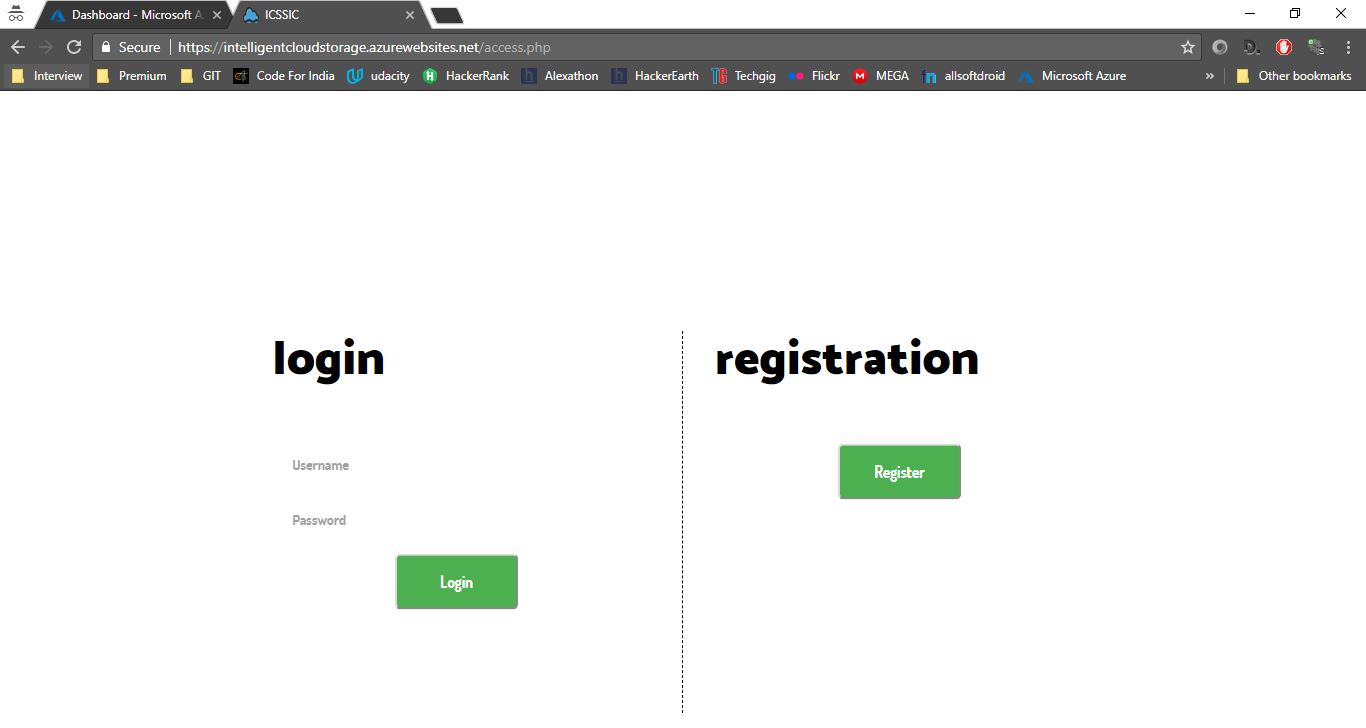 Dashboard - Microsoft A
ICSSIC
Secure
https://intelligentcloudstorage.azurewebsites.net/access.php
Interview Premium GIT Code For India udacity HackerRank Alexathon HackerEarth Techgig Flickr MEGA allsoftdroid Microsoft Azure » Other bookmarks
login
Username
Password
Login
registration
Register